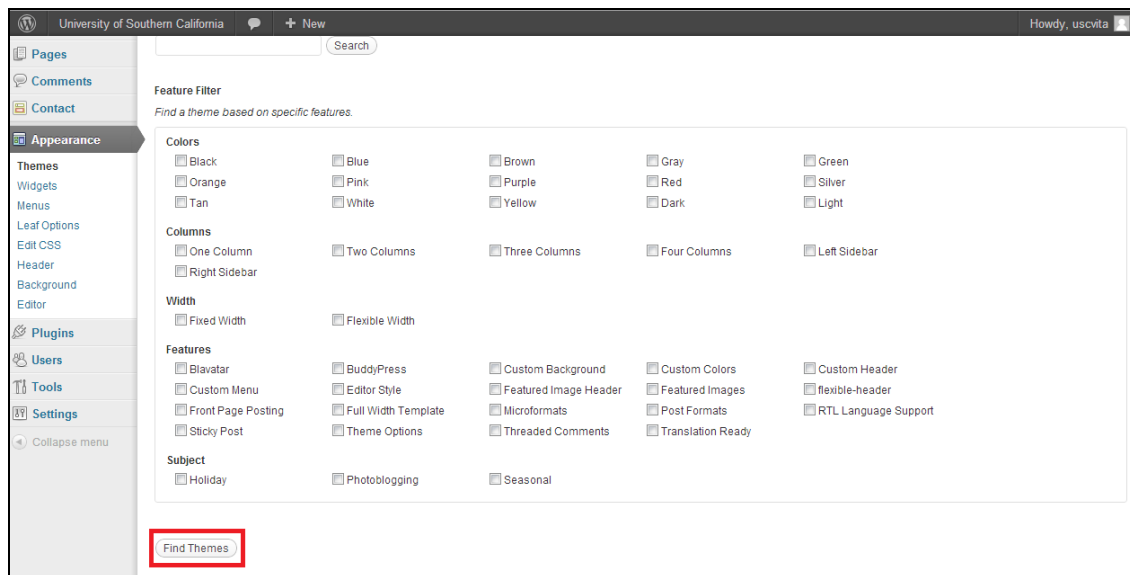 University of Southern California + New Howdy, uscvita
Pages
Comments
Contact
Appearance
Themes
Widgets
Menus
Leaf Options
Edit CSS
Header
Background
Editor
Plugins
Users
Tools
Settings
Collapse menu
Search
Feature Filter
Find a theme based on specific features.
Colors
Black Blue Brown Gray Green
Orange Pink Purple Red Silver
Tan White Yellow Dark Light
Columns
One Column Two Columns Three Columns Four Columns Left Sidebar
Right Sidebar
Width
Fixed Width Flexible Width
Features
Blavatar BuddyPress Custom Background Custom Colors Custom Header
Custom Menu Editor Style Featured Image Header Featured Images flexible-header
Front Page Posting Full Width Template Microformats Post Formats RTL Language Support
Sticky Post Theme Options Threaded Comments Translation Ready
Subject
Holiday Photoblogging Seasonal
Find Themes